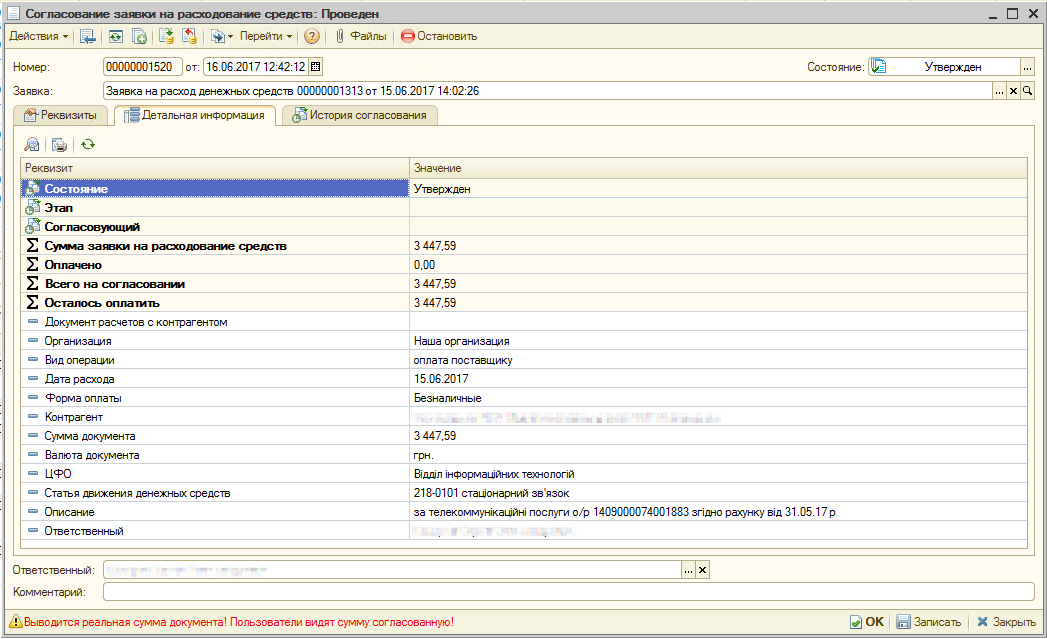 Согласование заявки на расходование средств: Проведен
Действия Перейти ? Файлы Остановить
Номер: 00000001520 от: 16.06.2017 12:42:12 Состояние: Утвержден ...
Заявка: Заявка на расход денежных средств 00000001313 от 15.06.2017 14:02:26 ...
Реквизиты Детальная информация История согласования
Реквизит Значение
Состояние Утвержден
Этап
Согласовующий
Σ Сумма заявки на расходование средств 3 447,59
Σ Оплачено 0,00
Σ Всего на согласовании 3 447,59
Σ Осталось оплатить 3 447,59
Документ расчетов с контрагентом
Организация Наша организация
Вид операции оплата поставщику
Дата расхода 15.06.2017
Форма оплаты Безналичные
Контрагент
Сумма документа 3 447,59
Валюта документа грн.
ЦФО Відділ інформаційних технологій
Статья движения денежных средств 218-0101 стаціонарний зв'язок
Описание за телекоммунікаційні послуги о/р 1409000074001883 згідно рахунку від 31.05.17 р
Ответственный
Ответственный: ...
Комментарий:
Выводится реальная сумма документа! Пользователи видят сумму согласованную! OK Записать Закрыть